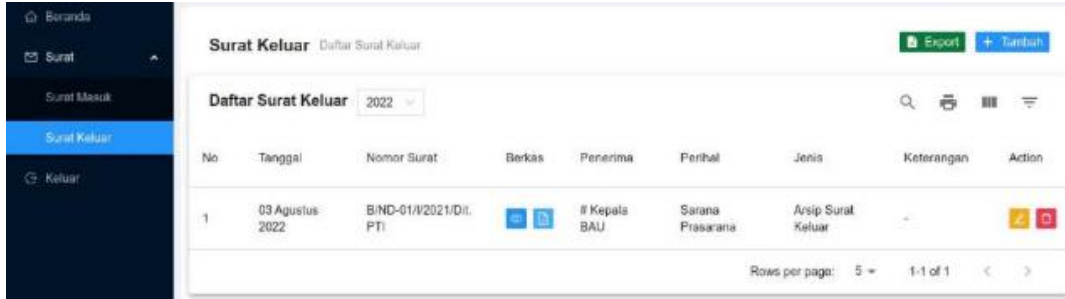 Beranda
Surat
Surat Masuk
Surat Keluar
Keluar
Surat Keluar Daftar Surat Keluar
Export
+ Tambah
Daftar Surat Keluar 2022
No Tanggal Nomor Surat Berkas Penerima Perihal Jenis Keterangan Action
1 03 Agustus 2022 B/ND-01/I/2021/Dit. PTI # Kepala BAU Sarana Prasarana Arsip Surat Keluar -
Rows per page: 5 1-1 of 1 < >